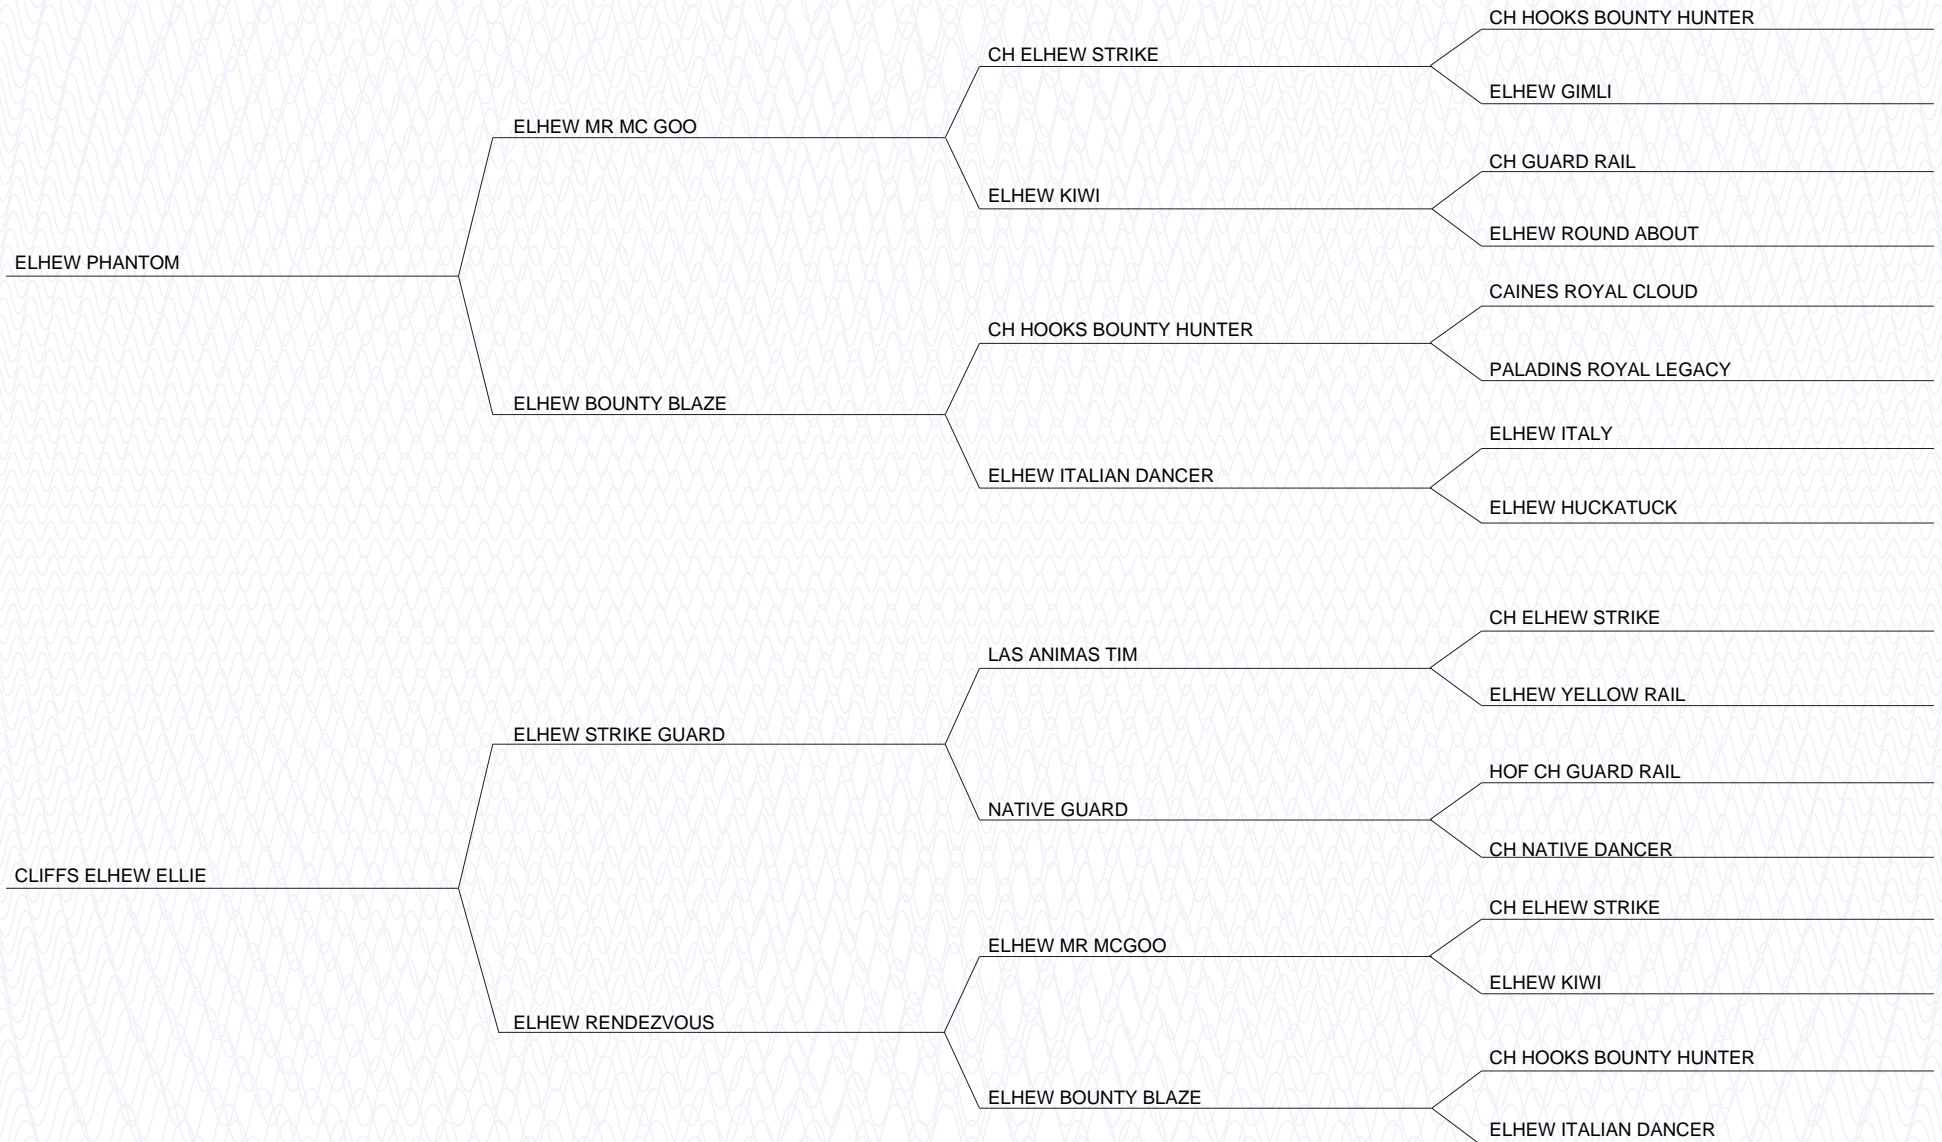 CH HOOKS BOUNTY HUNTER
CH ELHEW STRIKE
ELHEW GIMLI
ELHEW MR MC GOO
CH GUARD RAIL
ELHEW KIWI
ELHEW ROUND ABOUT
ELHEW PHANTOM
CAINES ROYAL CLOUD
CH HOOKS BOUNTY HUNTER
PALADINS ROYAL LEGACY
ELHEW BOUNTY BLAZE
ELHEW ITALY
ELHEW ITALIAN DANCER
ELHEW HUCKATUCK
CH ELHEW STRIKE
LAS ANIMAS TIM
ELHEW YELLOW RAIL
ELHEW STRIKE GUARD
HOF CH GUARD RAIL
NATIVE GUARD
CH NATIVE DANCER
CLIFFS ELHEW ELLIE
CH ELHEW STRIKE
ELHEW MR MCGOO
ELHEW KIWI
ELHEW RENDEZVOUS
CH HOOKS BOUNTY HUNTER
ELHEW BOUNTY BLAZE
ELHEW ITALIAN DANCER